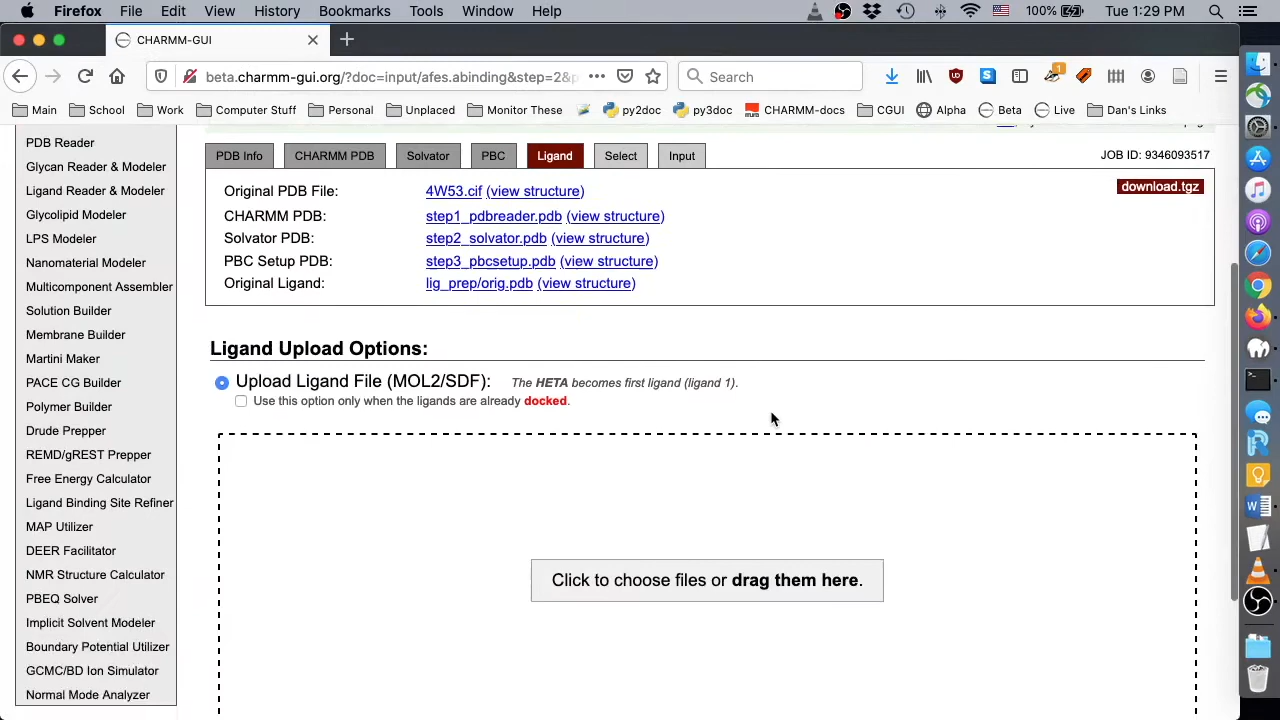 Firefox File Edit View History Bookmarks Tools Window Help 100% Tue 1:29 PM
CHARMM-GUI
beta.charmm-gui.org/?doc=input/afes.abinding&step=2&p Search
Main School Work Computer Stuff Personal Unplaced Monitor These py2doc py3doc CHARMM-docs CGUI Alpha Beta Live Dan's Links
PDB Reader
Glycan Reader & Modeler
Ligand Reader & Modeler
Glycolipid Modeler
LPS Modeler
Nanomaterial Modeler
Multicomponent Assembler
Solution Builder
Membrane Builder
Martini Maker
PACE CG Builder
Polymer Builder
Drude Prepper
REMD/gREST Prepper
Free Energy Calculator
Ligand Binding Site Refiner
MAP Utilizer
DEER Facilitator
NMR Structure Calculator
PBEQ Solver
Implicit Solvent Modeler
Boundary Potential Utilizer
GCMC/BD Ion Simulator
Normal Mode Analyzer
PDB Info CHARMM PDB Solvator PBC Ligand Select Input JOB ID: 9346093517
download.tgz
Original PDB File: 4W53.cif (view structure)
CHARMM PDB: step1_pdbreader.pdb (view structure)
Solvator PDB: step2_solvator.pdb (view structure)
PBC Setup PDB: step3_pbcsetup.pdb (view structure)
Original Ligand: lig_prep/orig.pdb (view structure)
Ligand Upload Options:
Upload Ligand File (MOL2/SDF): The HETA becomes first ligand (ligand 1).
Use this option only when the ligands are already docked.
Click to choose files or drag them here.